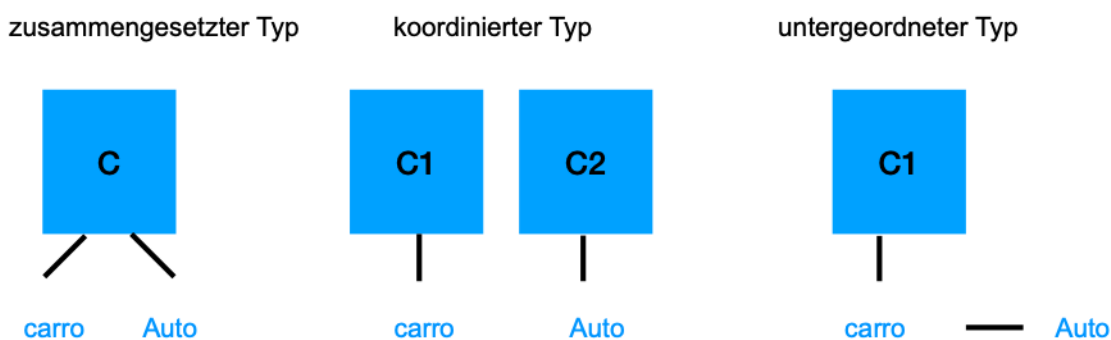 zusammengesetzter Typ koordinierter Typ untergeordneter Typ
C C1 C2 C1
carro Auto carro Auto carro Auto